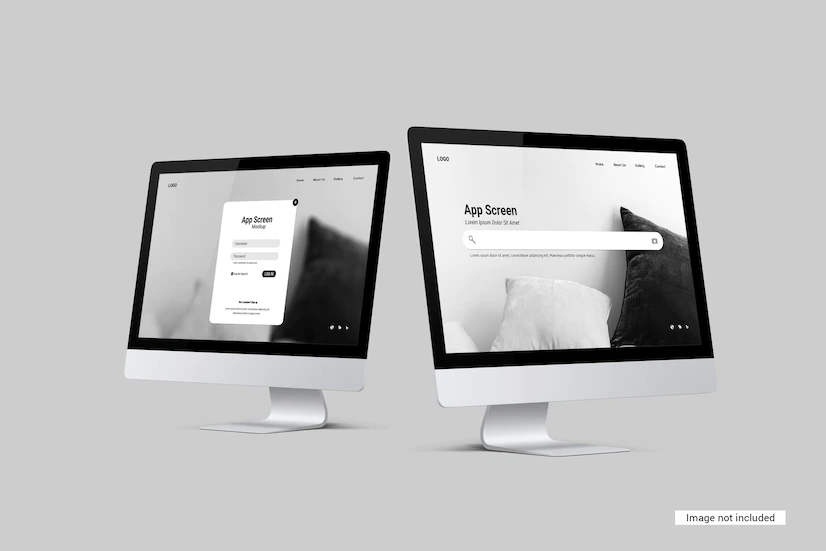 LOGO
Home About Us Gallery Contact
App Screen
Mockup
Username
Password
LOG IN
LOGO
Home About Us Gallery Contact
App Screen
Lorem Ipsum Dolor Sit Amet
Lorem ipsum dolor sit amet, consectetur adipiscing elit. Maecenas porttitor congue massa.
Image not included